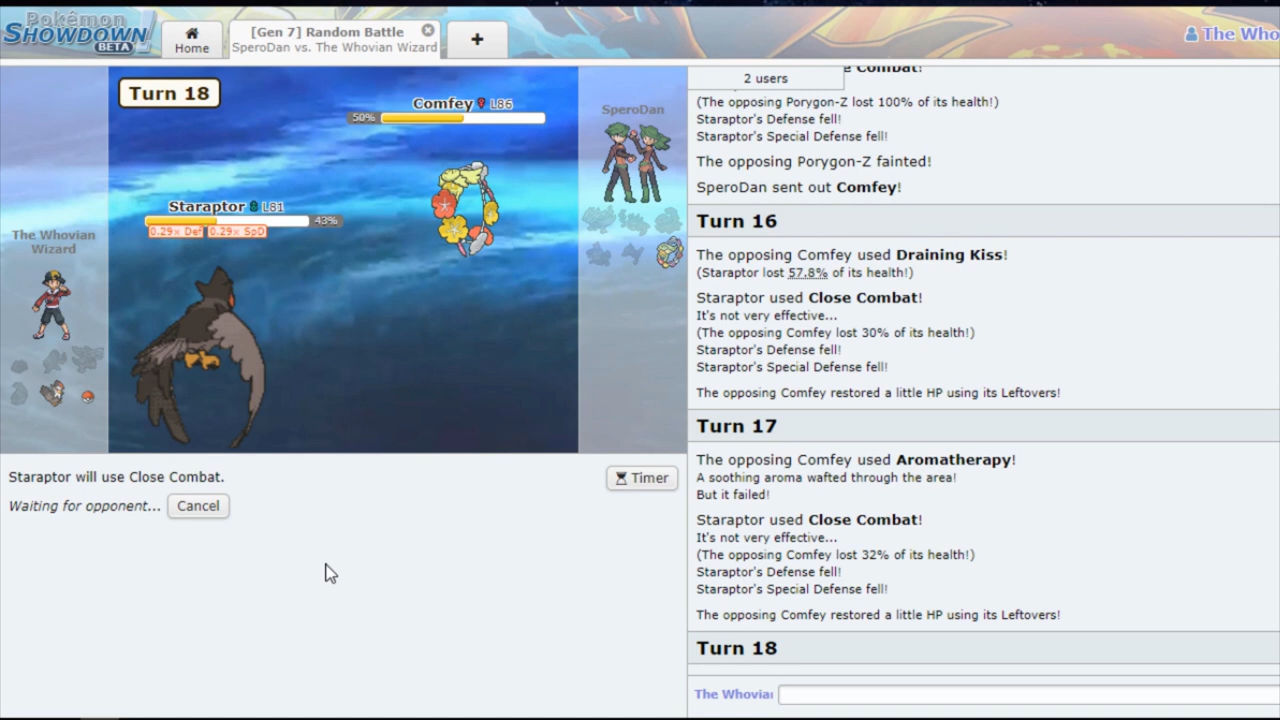 Pokémon
SHOWDOWN
BETA
Home
[Gen 7] Random Battle
SperoDan vs. The Whovian Wizard
+
The Who
Turn 18
Comfey L86
50%
Staraptor L81
43%
0.29× Def 0.29× SpD
The Whovian
Wizard
SperoDan
Staraptor will use Close Combat.
Timer
Waiting for opponent...
Cancel
2 users
e Combat!
(The opposing Porygon-Z lost 100% of its health!)
Staraptor's Defense fell!
Staraptor's Special Defense fell!
The opposing Porygon-Z fainted!
SperoDan sent out Comfey!
Turn 16
The opposing Comfey used Draining Kiss!
(Staraptor lost 57.8% of its health!)
Staraptor used Close Combat!
It's not very effective...
(The opposing Comfey lost 30% of its health!)
Staraptor's Defense fell!
Staraptor's Special Defense fell!
The opposing Comfey restored a little HP using its Leftovers!
Turn 17
The opposing Comfey used Aromatherapy!
A soothing aroma wafted through the area!
But it failed!
Staraptor used Close Combat!
It's not very effective...
(The opposing Comfey lost 32% of its health!)
Staraptor's Defense fell!
Staraptor's Special Defense fell!
The opposing Comfey restored a little HP using its Leftovers!
Turn 18
The Whovia